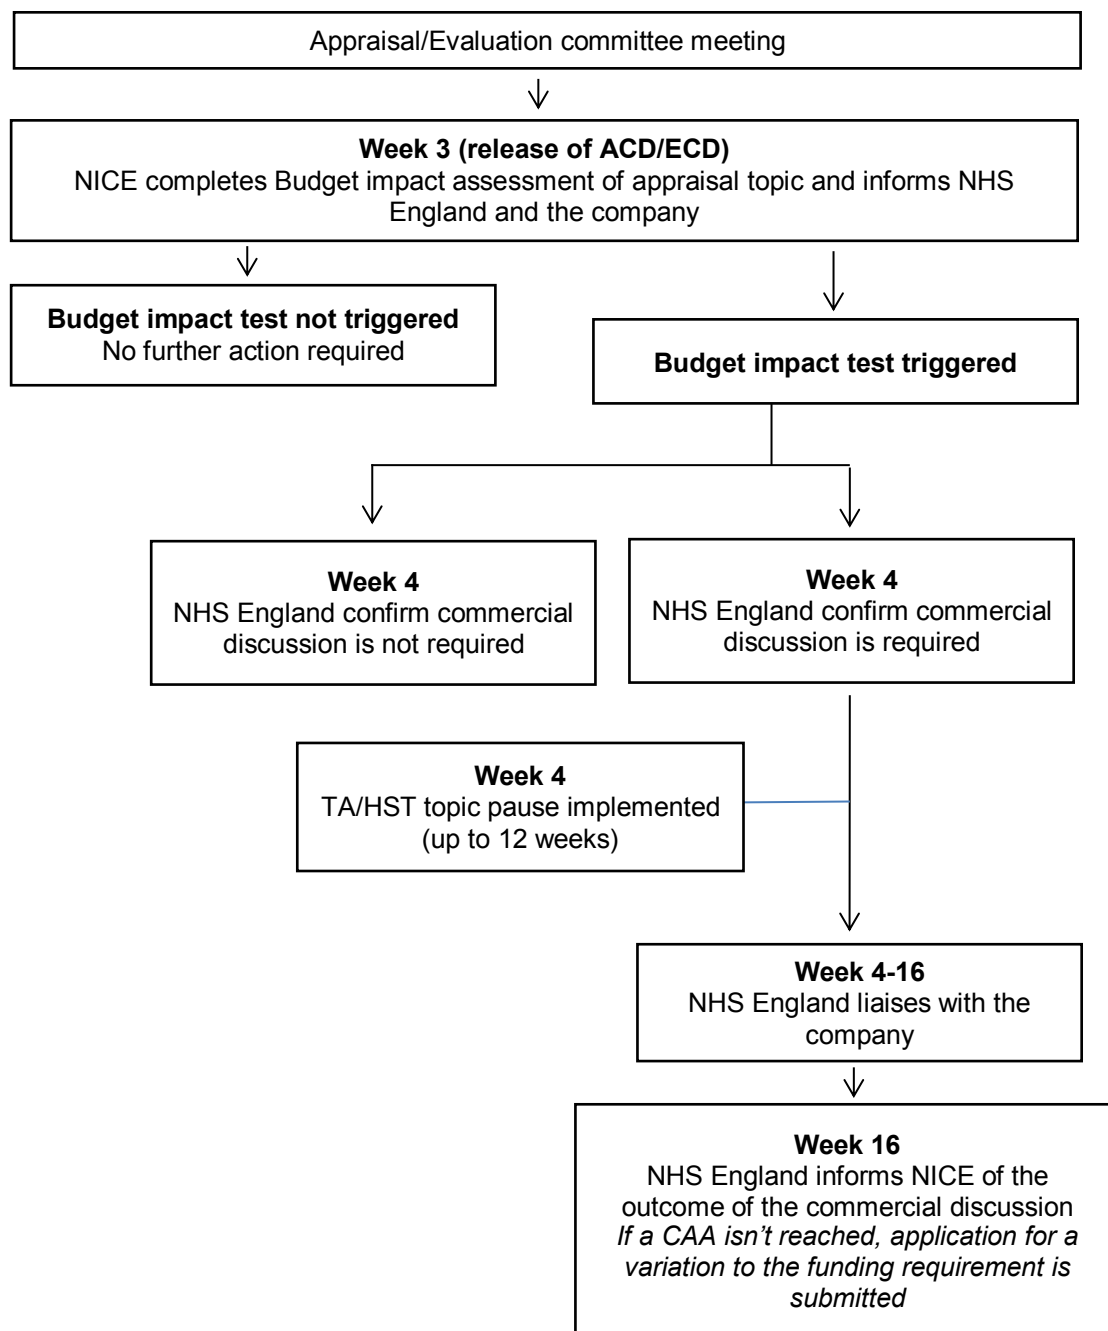 Appraisal/Evaluation committee meeting
Week 3 (release of ACD/ECD)
NICE completes Budget impact assessment of appraisal topic and informs NHS
England and the company
Budget impact test not triggered
No further action required
Budget impact test triggered
Week 4
NHS England confirm commercial
discussion is not required
Week 4
NHS England confirm commercial
discussion is required
Week 4
TA/HST topic pause implemented
(up to 12 weeks)
Week 4-16
NHS England liaises with the
company
Week 16
NHS England informs NICE of the
outcome of the commercial discussion
If a CAA isn’t reached, application for a
variation to the funding requirement is
submitted